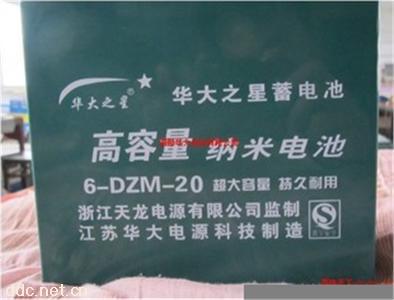 华大之星 华大之星蓄电池
高容量 纳米电池
6-DZM-20 超大容量 持久耐用
浙江天龙电源有限公司监制
江苏华大电源科技制造
ddc.net.cn